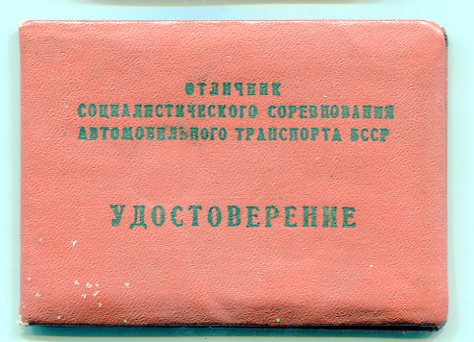 ОТЛИЧНИК
СОЦИАЛИСТИЧЕСКОГО СОРЕВНОВАНИЯ
АВТОМОБИЛЬНОГО ТРАНСПОРТА БССР
УДОСТОВЕРЕНИЕ